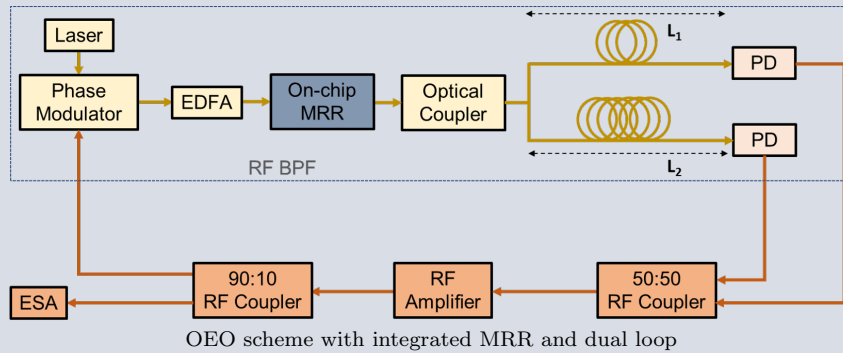 Laser
L1
Phase
Modulator
EDFA
On-chip
MRR
Optical
Coupler
PD
PD
RF BPF
L2
90:10
RF Coupler
RF
Amplifier
50:50
RF Coupler
ESA
OEO scheme with integrated MRR and dual loop